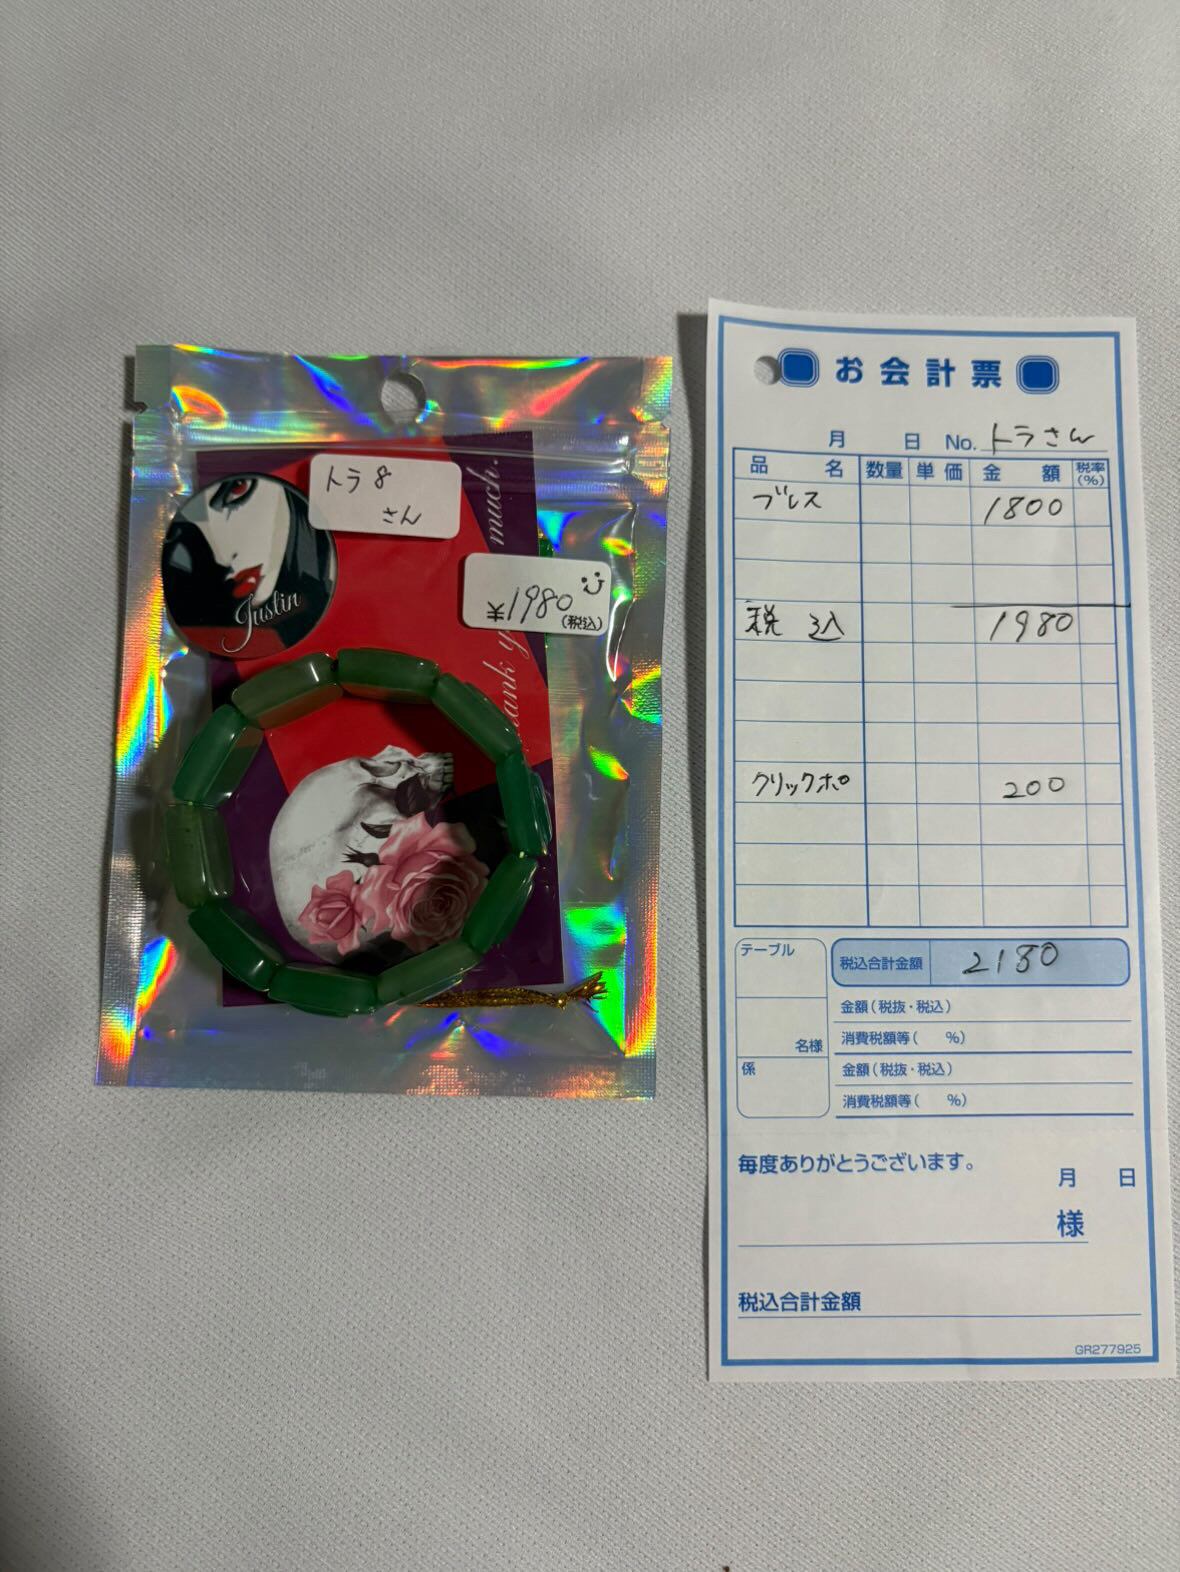 トラ8
さん
much.
Justin
¥1980
(税込)
ank y
お会計票
月 日 No. トラさん
品名 数量 単価 金額 税率(%)
ブレス 1800
税込 1980
クリックポ 200
テーブル
税込合計金額 2180
金額(税抜・税込)
消費税額等( %)
名様
係
金額(税抜・税込)
消費税額等( %)
毎度ありがとうございます。
月 日
様
税込合計金額
GR277925